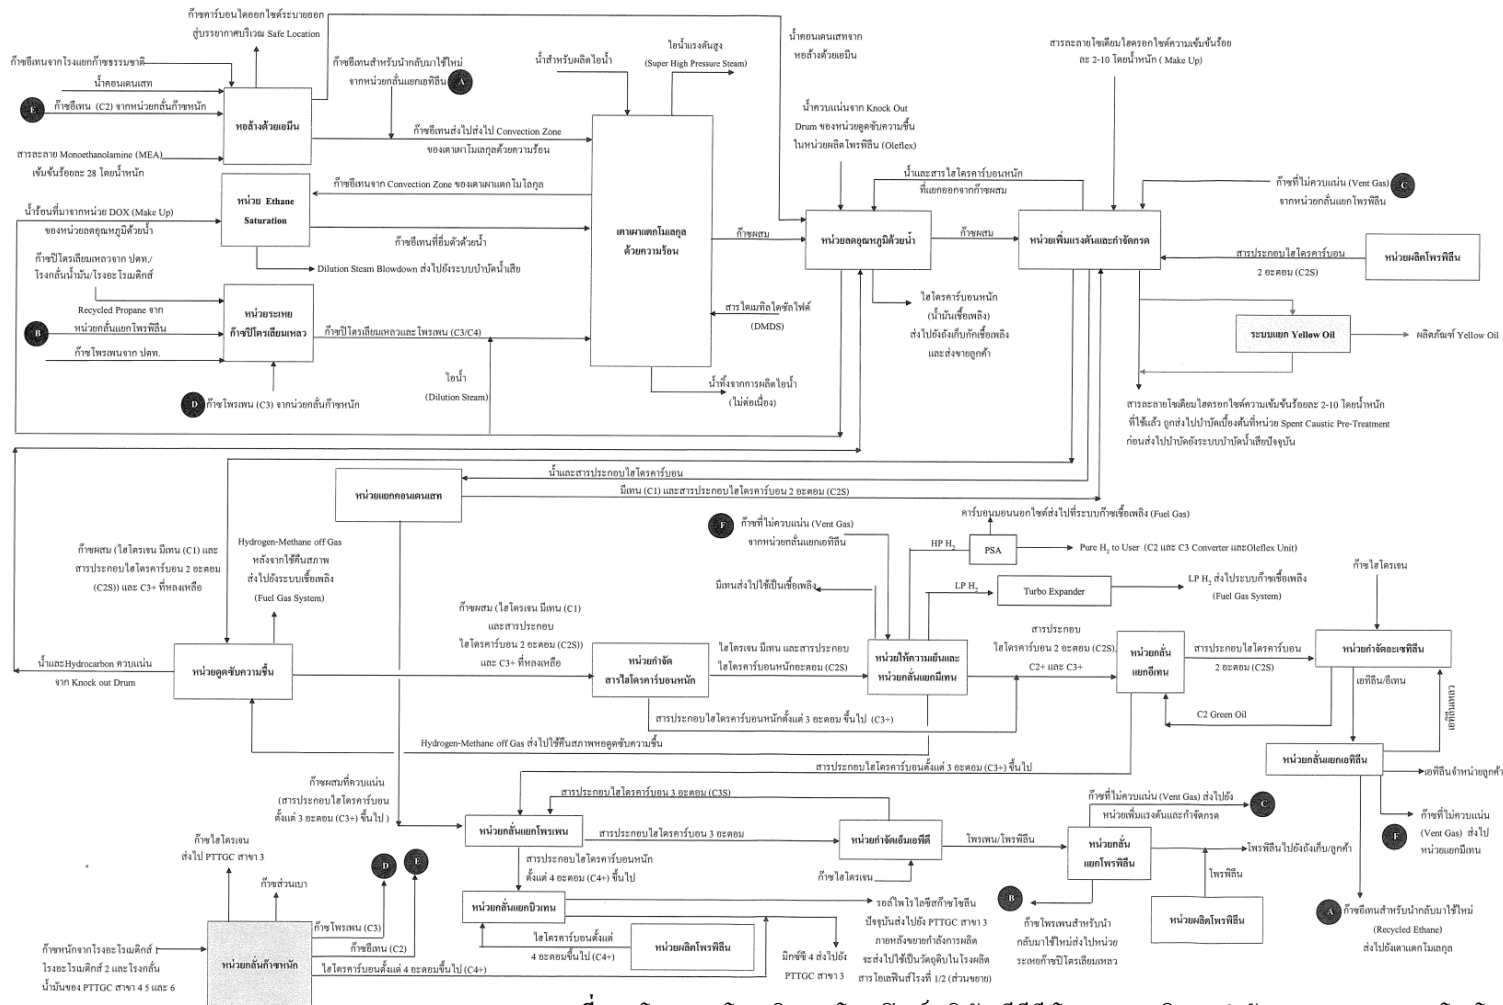 ก๊าซคาร์บอนไดออกไซด์ระบายออก
สู่บรรยากาศบริเวณ Safe Location
ก๊าซอีเทนจากโรงแยกก๊าซธรรมชาติ
น้ำคอนเดนเสท
E
ก๊าซอีเทน (C2) จากหน่วยกลั่นก๊าซหนัก
หอล้างด้วยเอมีน
สารละลาย Monoethanolamine (MEA)
เข้มข้นร้อยละ 28 โดยน้ำหนัก
ก๊าซอีเทนสำหรับนำกลับมาใช้ใหม่
จากหน่วยกลั่นแยกเอทิลีน
A
ก๊าซอีเทนส่งไปส่งไป Convection Zone
ของเตาเผาโมเลกุลด้วยความร้อน
น้ำสำหรับผลิตไอน้ำ
ไอน้ำแรงดันสูง
(Super High Pressure Steam)
น้ำคอนเดนเสทจาก
หอล้างด้วยเอมีน
น้ำควบแน่นจาก Knock Out
Drum ของหน่วยดูดซับความชื้น
ในหน่วยผลิตโพรพิลีน (Oleflex)
สารละลายโซเดียมไฮดรอกไซด์ความเข้มข้นร้อย
ละ 2-10 โดยน้ำหนัก ( Make Up)
น้ำและสารไฮโดรคาร์บอนหนัก
ที่แยกออกจากก๊าซผสม
ก๊าซที่ไม่ควบแน่น (Vent Gas)
จากหน่วยกลั่นแยกโพรพิลีน
C
น้ำร้อนที่มาจากหน่วย DOX (Make Up)
ของหน่วยลดอุณหภูมิด้วยน้ำ
หน่วย Ethane
Saturation
ก๊าซอีเทนจาก Convection Zone ของเตาเผาแตกโมโลกุล
ก๊าซอีเทนที่อิ่มตัวด้วยน้ำ
Dilution Steam Blowdown ส่งไปยังระบบบำบัดน้ำเสีย
เตาเผาแตกโมเลกุล
ด้วยความร้อน
ก๊าซผสม
หน่วยลดอุณหภูมิด้วยน้ำ
ก๊าซผสม
หน่วยเพิ่มแรงดันและกำจัดกรด
สารประกอบไฮโดรคาร์บอน
2 อะตอม (C2S)
หน่วยผลิตโพรพิลีน
ก๊าซปิโตรเลียมเหลวจาก ปตท./
โรงกลั่นน้ำมัน/โรงอะโรเมติกส์
Recycled Propane จาก
หน่วยกลั่นแยกโพรพิลีน
B
ก๊าซโพรเพนจาก ปตท.
หน่วยระเหย
ก๊าซปิโตรเลียมเหลว
ก๊าซปิโตรเลียมเหลวและโพรเพน (C3/C4)
ไอน้ำ
(Dilution Steam)
D
ก๊าซโพรเพน (C3) จากน่วยกลั่นก๊าซหนัก
สารไดเมทิลไดซัลไฟด์
(DMDS)
น้ำทิ้งจากการผลิตไอน้ำ
(ไม่ต่อเนื่อง)
ไฮโดรคาร์บอนหนัก
(น้ำมันเชื้อเพลิง)
ส่งไปยังถังเก็บกักเชื้อเพลิง
และส่งขายลูกค้า
ระบบแยก Yellow Oil
ผลิตภัณฑ์ Yellow Oil
สารละลายโซเดียมไฮดรอกไซด์ความเข้มข้นร้อยละ 2-10 โดยน้ำหนัก
ที่ใช้แล้ว ถูกส่งไปบำบัดเบื้องต้นที่หน่วย Spent Caustic Pre-Treatment
ก่อนส่งไปบำบัดยังระบบบำบัดน้ำเสียปัจจุบัน
หน่วยแยกคอนเดนเสท
น้ำและสารประกอบไฮโดรคาร์บอน
มีเทน (C1) และสารประกอบไฮโดรคาร์บอน 2 อะตอม (C2S)
ก๊าซผสม (ไฮโดรเจน มีเทน (C1) และ
สารประกอบไฮโดรคาร์บอน 2 อะตอม
(C2S)) และ C3+ ที่หลงเหลือ
Hydrogen-Methane off Gas
หลังจากใช้คืนสภาพ
ส่งไปยังระบบเชื้อเพลิง
(Fuel Gas System)
F
ก๊าซที่ไม่ควบแน่น (Vent Gas)
จากหน่วยกลั่นแยกเอทิลีน
คาร์บอนมอนนอกไซด์ส่งไปที่ระบบก๊าซเชื้อเพลิง (Fuel Gas)
HP H2
PSA
Pure H2 to User (C2 และ C3 Converter และOleflex Unit)
มีเทนส่งไปใช้เป็นเชื้อเพลิง
LP H2
Turbo Expander
LP H2 ส่งไประบบก๊าซเชื้อเพลิง
(Fuel Gas System)
ก๊าซไฮโดรเจน
ก๊าซผสม (ไฮโดรเจน มีเทน (C1)
และสารประกอบ
ไฮโดรคาร์บอน 2 อะตอม (C2S))
และ C3+ ที่หลงเหลือ
น้ำและHydrocarbon ควบแน่น
จาก Knock out Drum
หน่วยดูดซับความชื้น
หน่วยกำจัด
สารไฮโดรคาร์บอนหนัก
ไฮโดรเจน มีเทน และสารประกอบ
ไฮโดรคาร์บอนหนักอะตอม (C2S)
หน่วยให้ความเย็นและ
หน่วยกลั่นแยกมีเทน
สารประกอบ
ไฮโดรคาร์บอน 2 อะตอม (C2S),
C2+ และ C3+
หน่วยกลั่น
แยกอีเทน
สารประกอบไฮโดรคาร์บอน
2 อะตอม (C2S)
หน่วยกำจัดอะเซทิลีน
เอทิลีน/อีเทน
เอทิลีนเหลว
C2 Green Oil
สารประกอบไฮโดรคาร์บอนหนักตั้งแต่ 3 อะตอม ขึ้นไป (C3+)
Hydrogen-Methane off Gas ส่งไปใช้คืนสภาพหอดูดซับความชื้น
สารประกอบไฮโดรคาร์บอนตั้งแต่ 3 อะตอม (C3+) ขึ้นไป
หน่วยกลั่นแยกเอทิลีน
เอทิลีนจำหน่ายลูกค้า
ก๊าซผสมที่ควบแน่น
(สารประกอบไฮโดรคาร์บอน
ตั้งแต่ 3 อะตอม (C3+) ขึ้นไป )
สารประกอบไฮโดรคาร์บอน 3 อะตอม (C3S)
หน่วยกลั่นแยกโพรเพน
สารประกอบไฮโดรคาร์บอน 3 อะตอม
หน่วยกำจัดเอ็มเอพีดี
ก๊าซไฮโดรเจน
โพรเพน/โพรพิลีน
ก๊าซที่ไม่ควบแน่น (Vent Gas) ส่งไปยัง
หน่วยเพิ่มแรงดันและกำจัดกรด
C
หน่วยกลั่น
แยกโพรพิลีน
โพรพิลีนไปยังถังเก็บ/ลูกค้า
โพรพิลีน
หน่วยผลิตโพรพิลีน
ก๊าซที่ไม่ควบแน่น
(Vent Gas) ส่งไป
หน่วยแยกมีเทน
F
A
ก๊าซอีเทนสำหรับนำกลับมาใช้ใหม่
(Recycled Ethane)
ส่งไปยังเตาแตกโมเลกุล
B
ก๊าซโพรเพนสำหรับนำ
กลับมาใช้ใหม่ส่งไปหน่วย
ระเหยก๊าซปิโตรเลียมเหลว
สารประกอบไฮโดรคาร์บอนหนัก
ตั้งแต่ 4 อะตอม (C4+) ขึ้นไป
หน่วยกลั่นแยกบิวเทน
รอส์ไพโรไลซีสก๊าซโซลีน
ปัจจุบันส่งไปยัง PTTGC สาขา 3
ภายหลังขยายกำลังการผลิต
จะส่งไปใช้เป็นวัตถุดิบในโรงผลิต
สารโอเลฟินส์โรงที่ 1/2 (ส่วนขยาย)
ไฮโดรคาร์บอนตั้งแต่
4 อะตอมขึ้นไป (C4+)
หน่วยผลิตโพรพิลีน
มิกซ์ซี 4 ส่งไปยัง
PTTGC สาขา 3
ก๊าซไฮโดรเจน
ส่งไป PTTGC สาขา 3
ก๊าซส่วนเบา
D
E
ก๊าซโพรเพน (C3)
ก๊าซอีเทน (C2)
ไฮโดรคาร์บอนตั้งแต่ 4 อะตอมขึ้นไป (C4+)
ก๊าซหนักจากโรงอะโรเมติกส์ 1
โรงอะโรเมติกส์ 2 และโรงกลั่น
น้ำมันของ PTTGC สาขา 4 5 และ 6
หน่วยกลั่นก๊าซหนัก